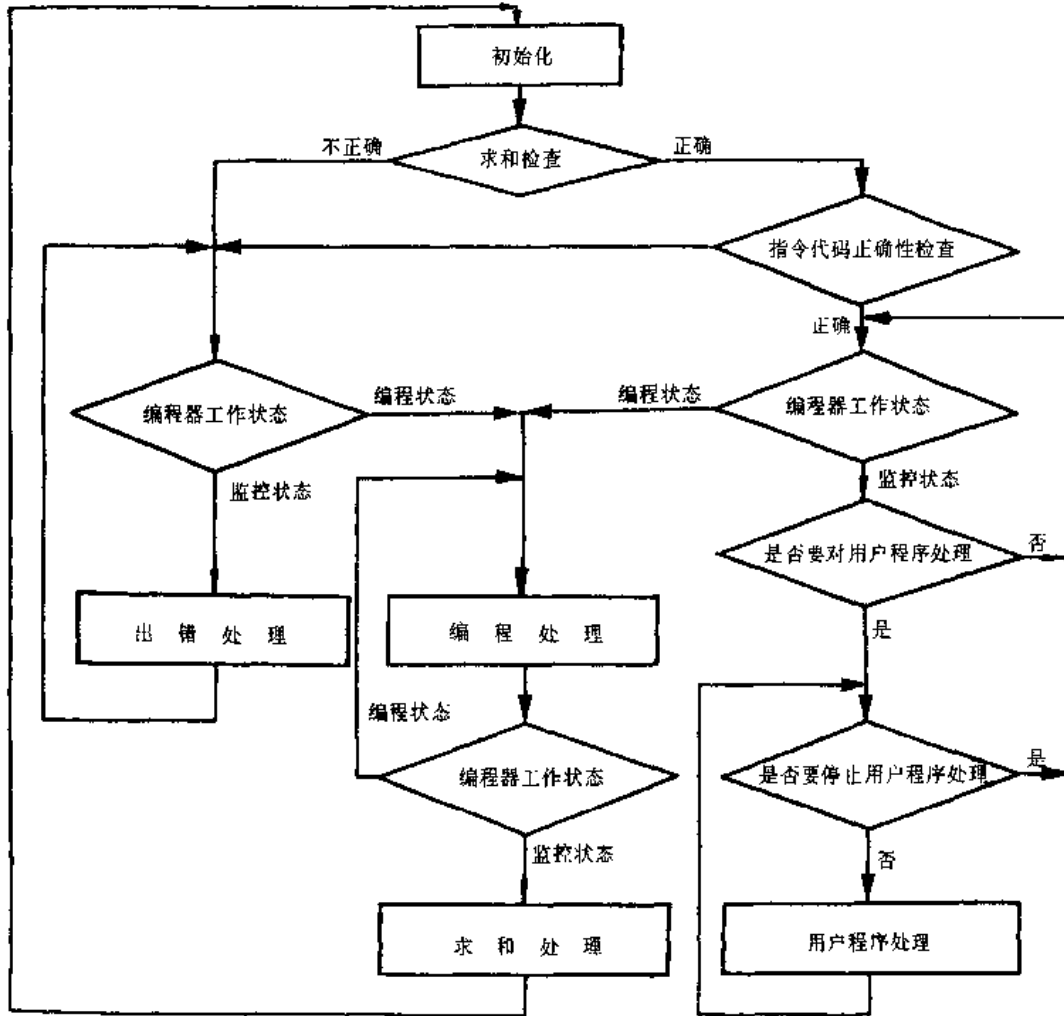 初始化
不正确
求和检查
正确
指令代码正确性检查
正确
编程器工作状态
编程状态
编程状态
编程器工作状态
监控状态
监控状态
是否要对用户程序处理
否
出错处理
编程处理
是
编程状态
编程器工作状态
是否要停止用户程序处理
是
监控状态
否
求和处理
用户程序处理